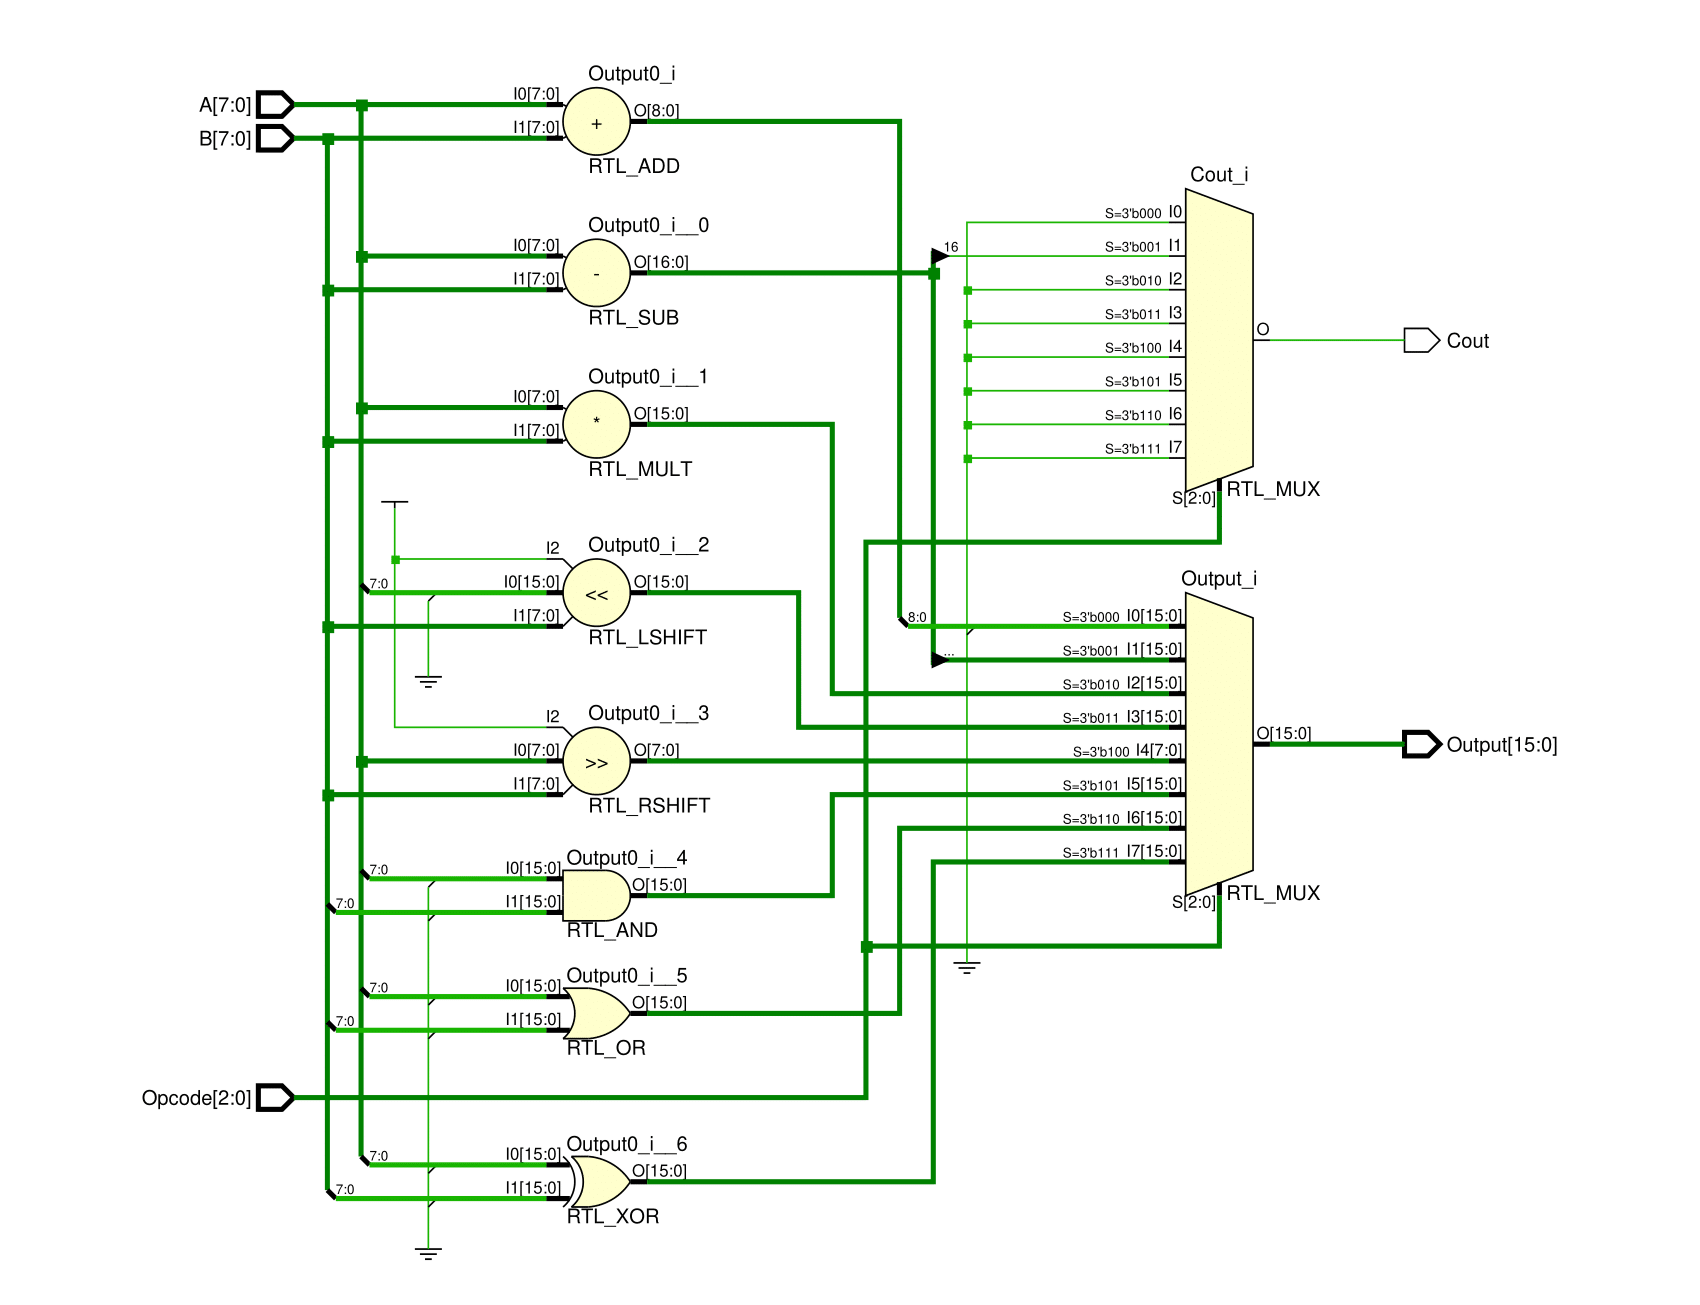 A[7:0]
B[7:0]
Output0_i
I0[7:0]
I1[7:0]
+
O[8:0]
RTL_ADD
Output0_i__0
I0[7:0]
I1[7:0]
-
O[16:0]
RTL_SUB
Output0_i__1
I0[7:0]
I1[7:0]
*
O[15:0]
RTL_MULT
Output0_i__2
I2
7:0
I0[15:0]
I1[7:0]
<<
O[15:0]
RTL_LSHIFT
Output0_i__3
I2
I0[7:0]
I1[7:0]
>>
O[7:0]
RTL_RSHIFT
Output0_i__4
7:0
I0[15:0]
7:0
I1[15:0]
O[15:0]
RTL_AND
Output0_i__5
7:0
I0[15:0]
7:0
I1[15:0]
O[15:0]
RTL_OR
Opcode[2:0]
Output0_i__6
7:0
I0[15:0]
7:0
I1[15:0]
O[15:0]
RTL_XOR
Cout_i
S=3'b000 I0
16
S=3'b001 I1
S=3'b010 I2
S=3'b011 I3
S=3'b100 I4
S=3'b101 I5
S=3'b110 I6
S=3'b111 I7
S[2:0]
RTL_MUX
O
Cout
Output_i
8:0
S=3'b000 I0[15:0]
...
S=3'b001 I1[15:0]
S=3'b010 I2[15:0]
S=3'b011 I3[15:0]
S=3'b100 I4[7:0]
S=3'b101 I5[15:0]
S=3'b110 I6[15:0]
S=3'b111 I7[15:0]
S[2:0]
RTL_MUX
O[15:0]
Output[15:0]